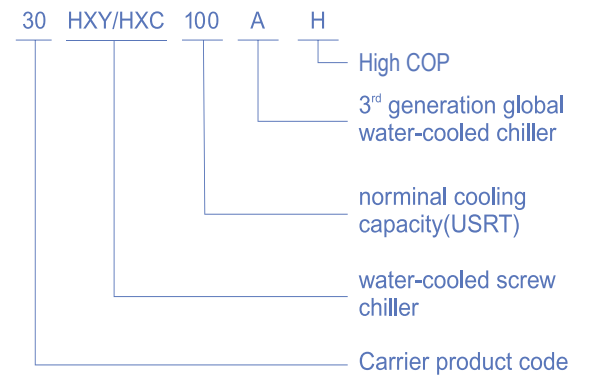 30 HXY/HXC 100 A H
High COP
3rd generation global
water-cooled chiller
norminal cooling
capacity(USRT)
water-cooled screw
chiller
Carrier product code